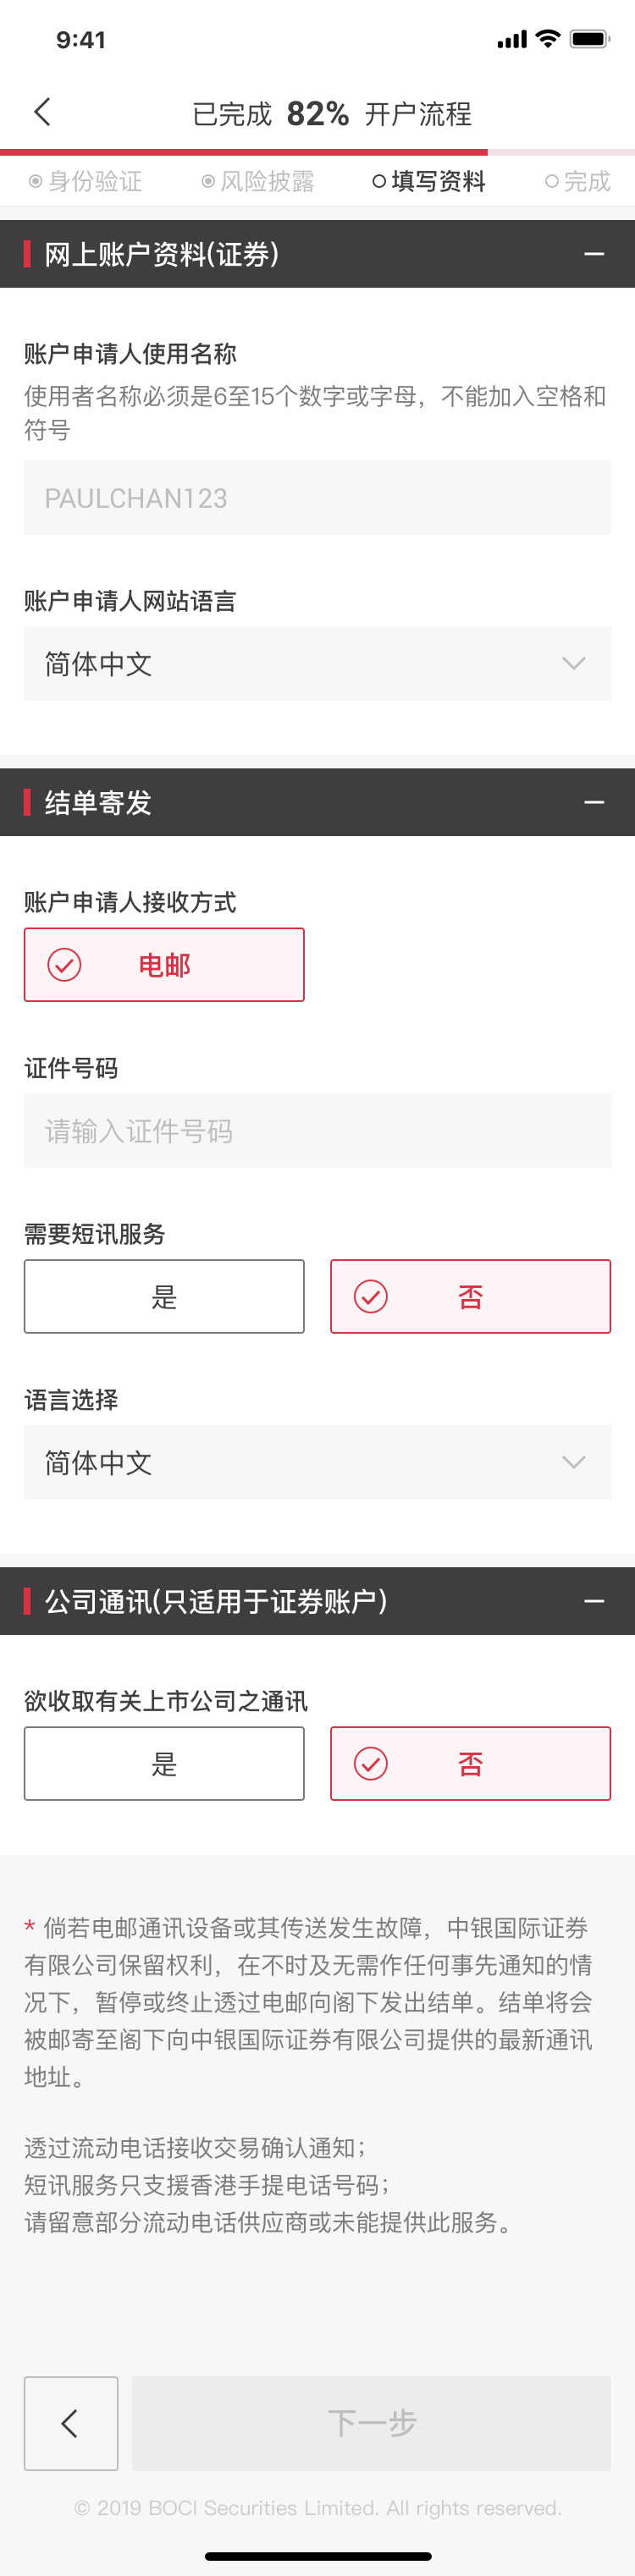 9:41
已完成 82% 开户流程
身份验证 风险披露 填写资料 完成
网上账户资料(证券)
账户申请人使用名称
使用者名称必须是6至15个数字或字母，不能加入空格和
符号
PAULCHAN123
账户申请人网站语言
简体中文
结单寄发
账户申请人接收方式
电邮
证件号码
请输入证件号码
需要短讯服务
是 否
语言选择
简体中文
公司通讯(只适用于证券账户)
欲收取有关上市公司之通讯
是 否
* 倘若电邮通讯设备或其传送发生故障，中银国际证券
有限公司保留权利，在不时及无需作任何事先通知的情
况下，暂停或终止透过电邮向阁下发出结单。结单将会
被邮寄至阁下向中银国际证券有限公司提供的最新通讯
地址。
透过流动电话接收交易确认通知；
短讯服务只支援香港手提电话号码；
请留意部分流动电话供应商或未能提供此服务。
下一步
© 2019 BOCI Securities Limited. All rights reserved.